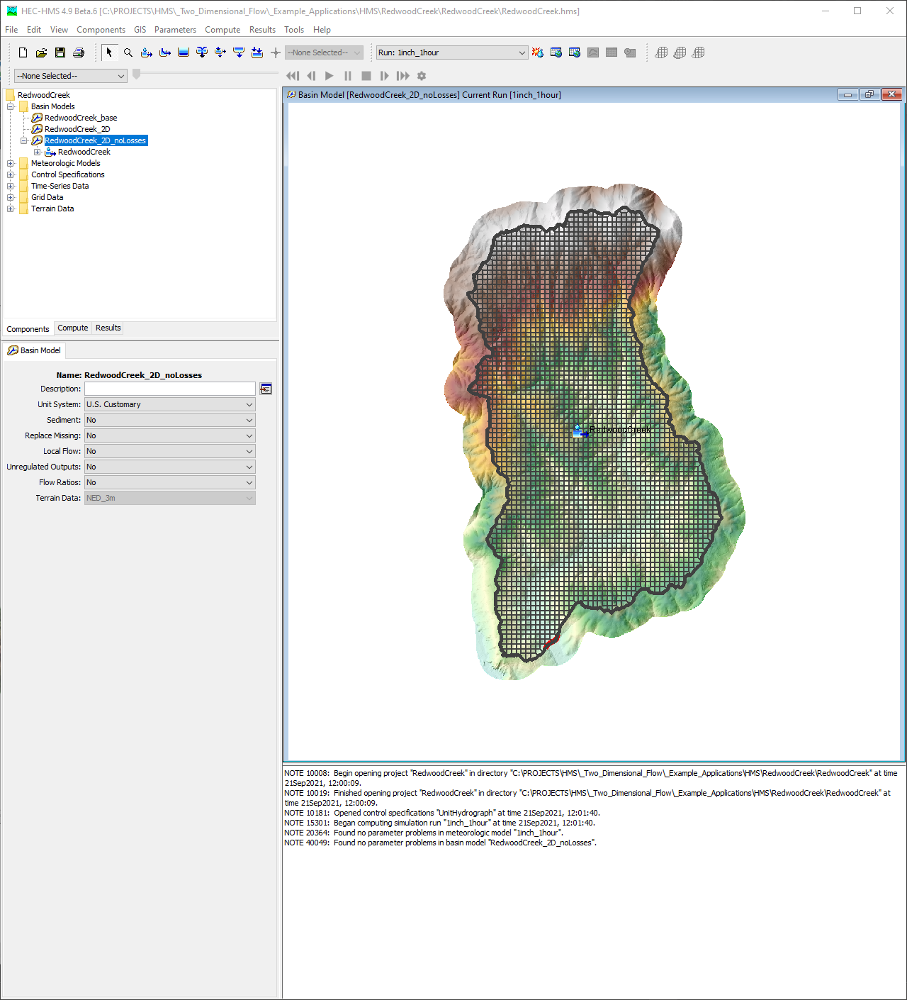 HEC-HMS 4.9 Beta.6 [C:\PROJECTS\HMS\_Two_Dimensional_Flow\_Example_Applications\HMS\RedwoodCreek\RedwoodCreek\RedwoodCreek.hms]
File Edit View Components GIS Parameters Compute Results Tools Help
--None Selected-- Run: 1inch_1hour
--None Selected--
RedwoodCreek
Basin Models
RedwoodCreek_base
RedwoodCreek_2D
RedwoodCreek_2D_noLosses
RedwoodCreek
Meteorologic Models
Control Specifications
Time-Series Data
Grid Data
Terrain Data
Components Compute Results
Basin Model
Name: RedwoodCreek_2D_noLosses
Description:
Unit System: U.S. Customary
Sediment: No
Replace Missing: No
Local Flow: No
Unregulated Outputs: No
Flow Ratios: No
Terrain Data: NED_3m
Basin Model [RedwoodCreek_2D_noLosses] Current Run [1inch_1hour]
RedwoodCreek
NOTE 10008: Begin opening project "RedwoodCreek" in directory "C:\PROJECTS\HMS\_Two_Dimensional_Flow\_Example_Applications\HMS\RedwoodCreek\RedwoodCreek" at time
21Sep2021, 12:00:09.
NOTE 10019: Finished opening project "RedwoodCreek" in directory "C:\PROJECTS\HMS\_Two_Dimensional_Flow\_Example_Applications\HMS\RedwoodCreek\RedwoodCreek" at
time 21Sep2021, 12:00:09.
NOTE 10181: Opened control specifications "UnitHydrograph" at time 21Sep2021, 12:01:40.
NOTE 15301: Began computing simulation run "1inch_1hour" at time 21Sep2021, 12:01:40.
NOTE 20364: Found no parameter problems in meteorologic model "1inch_1hour".
NOTE 40049: Found no parameter problems in basin model "RedwoodCreek_2D_noLosses".